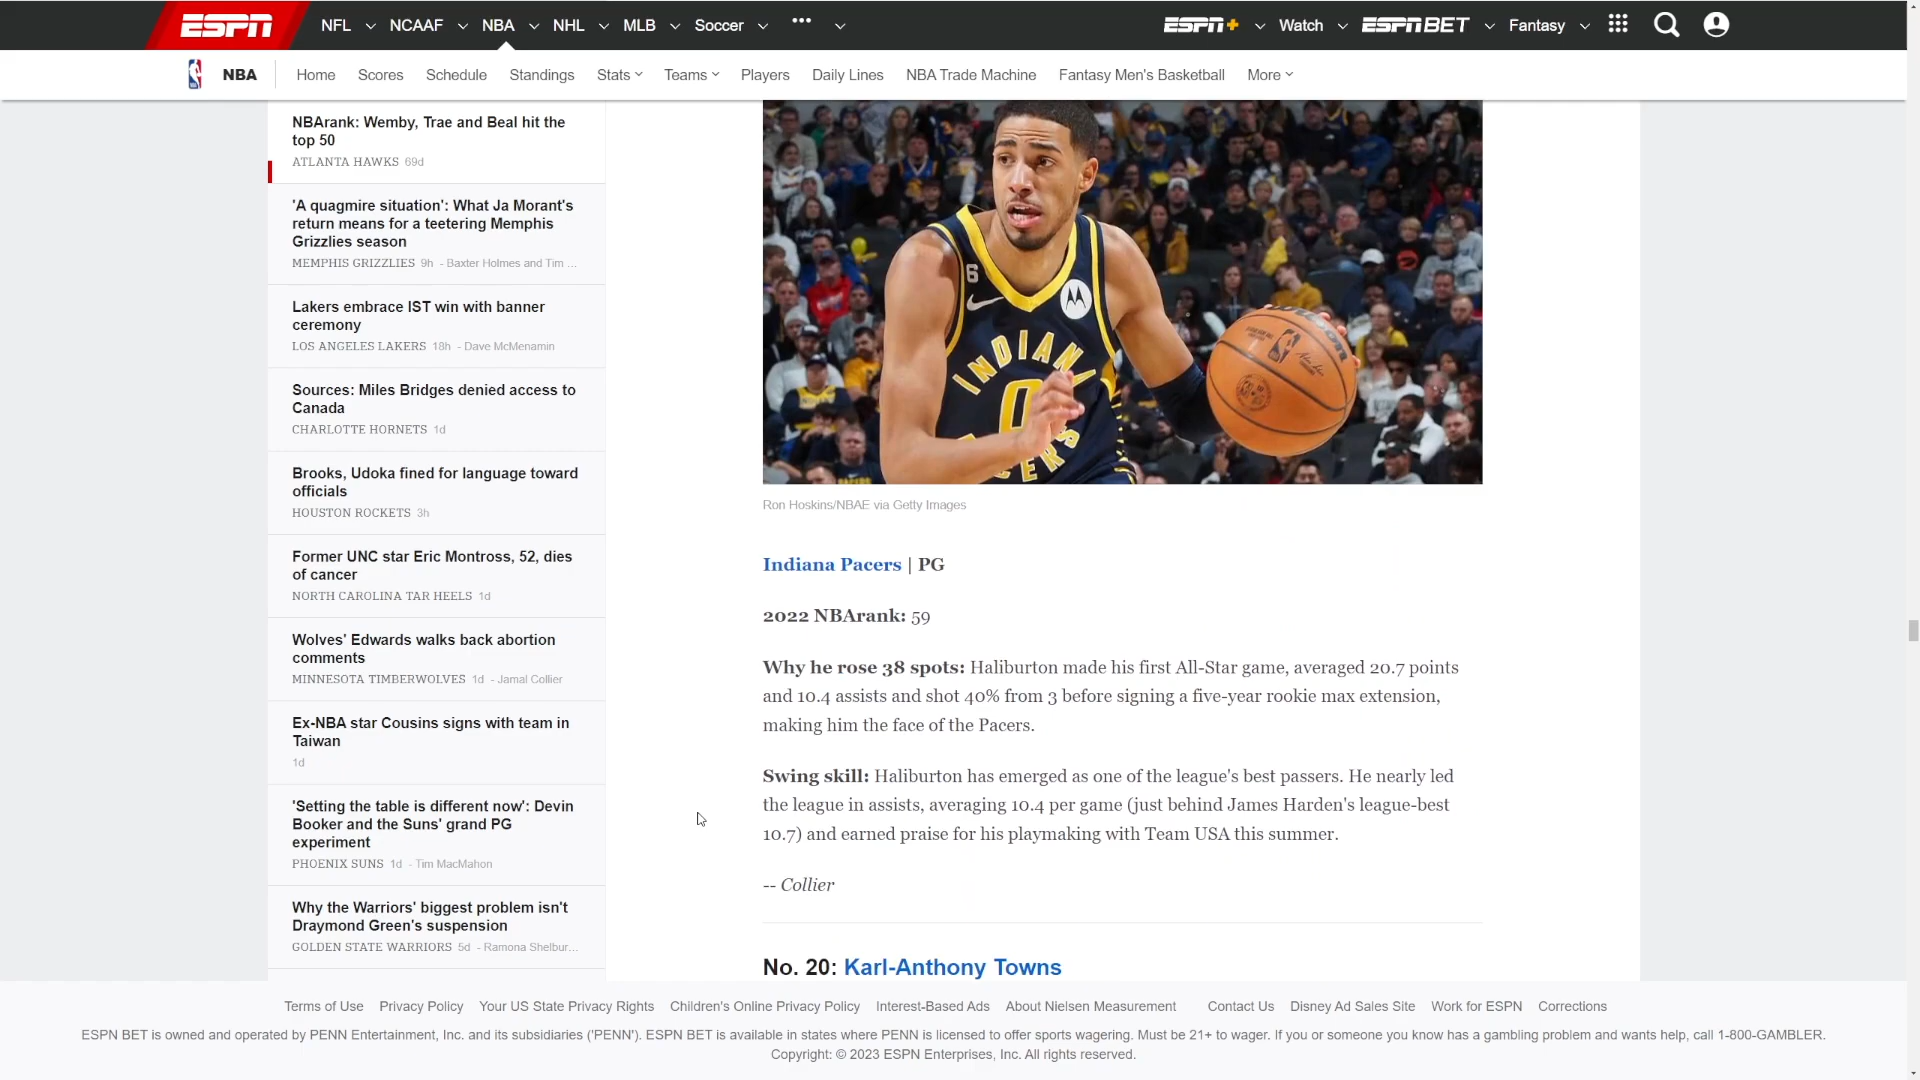 ESPN NFL NCAAF NBA NHL MLB Soccer ••• ESPN+ Watch ESPN BET Fantasy
NBA Home Scores Schedule Standings Stats Teams Players Daily Lines NBA Trade Machine Fantasy Men's Basketball More
NBArank: Wemby, Trae and Beal hit the
top 50
ATLANTA HAWKS 69d
'A quagmire situation': What Ja Morant's
return means for a teetering Memphis
Grizzlies season
MEMPHIS GRIZZLIES 9h - Baxter Holmes and Tim ...
Lakers embrace IST win with banner
ceremony
LOS ANGELES LAKERS 18h - Dave McMenamin
Sources: Miles Bridges denied access to
Canada
CHARLOTTE HORNETS 1d
Brooks, Udoka fined for language toward
officials
HOUSTON ROCKETS 3h
Former UNC star Eric Montross, 52, dies
of cancer
NORTH CAROLINA TAR HEELS 1d
Wolves' Edwards walks back abortion
comments
MINNESOTA TIMBERWOLVES 1d - Jamal Collier
Ex-NBA star Cousins signs with team in
Taiwan
1d
'Setting the table is different now': Devin
Booker and the Suns' grand PG
experiment
PHOENIX SUNS 1d - Tim MacMahon
Why the Warriors' biggest problem isn't
Draymond Green's suspension
GOLDEN STATE WARRIORS 5d - Ramona Shelbur...
6
INDIANA
0
Ron Hoskins/NBAE via Getty Images
Indiana Pacers | PG
2022 NBArank: 59
Why he rose 38 spots: Haliburton made his first All-Star game, averaged 20.7 points
and 10.4 assists and shot 40% from 3 before signing a five-year rookie max extension,
making him the face of the Pacers.
Swing skill: Haliburton has emerged as one of the league's best passers. He nearly led
the league in assists, averaging 10.4 per game (just behind James Harden's league-best
10.7) and earned praise for his playmaking with Team USA this summer.
-- Collier
No. 20: Karl-Anthony Towns
Terms of Use Privacy Policy Your US State Privacy Rights Children's Online Privacy Policy Interest-Based Ads About Nielsen Measurement Contact Us Disney Ad Sales Site Work for ESPN Corrections
ESPN BET is owned and operated by PENN Entertainment, Inc. and its subsidiaries ('PENN'). ESPN BET is available in states where PENN is licensed to offer sports wagering. Must be 21+ to wager. If you or someone you know has a gambling problem and wants help, call 1-800-GAMBLER.
Copyright: © 2023 ESPN Enterprises, Inc. All rights reserved.